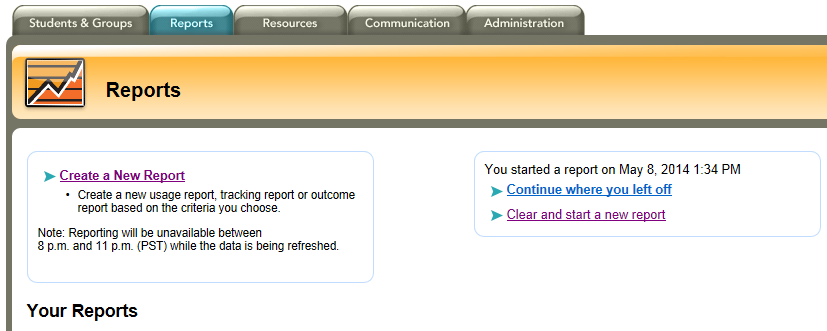 Students & Groups
Reports
Resources
Communication
Administration
Reports
Create a New Report
• Create a new usage report, tracking report or outcome
report based on the criteria you choose.
Note: Reporting will be unavailable between
8 p.m. and 11 p.m. (PST) while the data is being refreshed.
You started a report on May 8, 2014 1:34 PM
Continue where you left off
Clear and start a new report
Your Reports